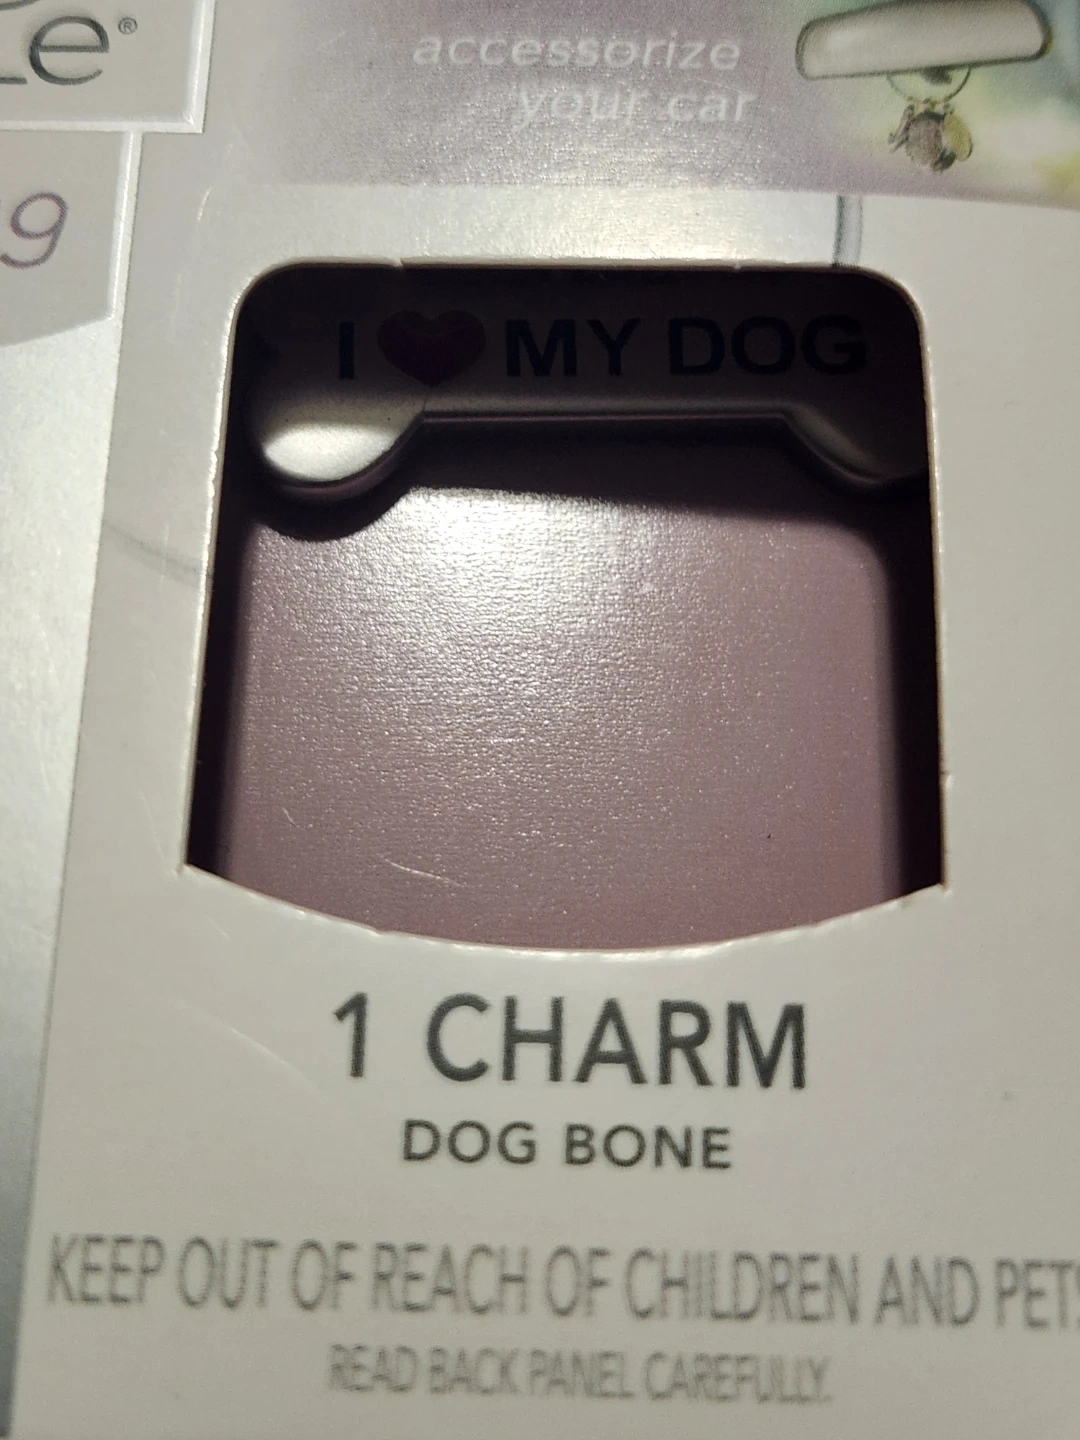 accessorize
your car
I MY DOG
1 CHARM
DOG BONE
KEEP OUT OF REACH OF CHILDREN AND PETS
READ BACK PANEL CAREFULLY.